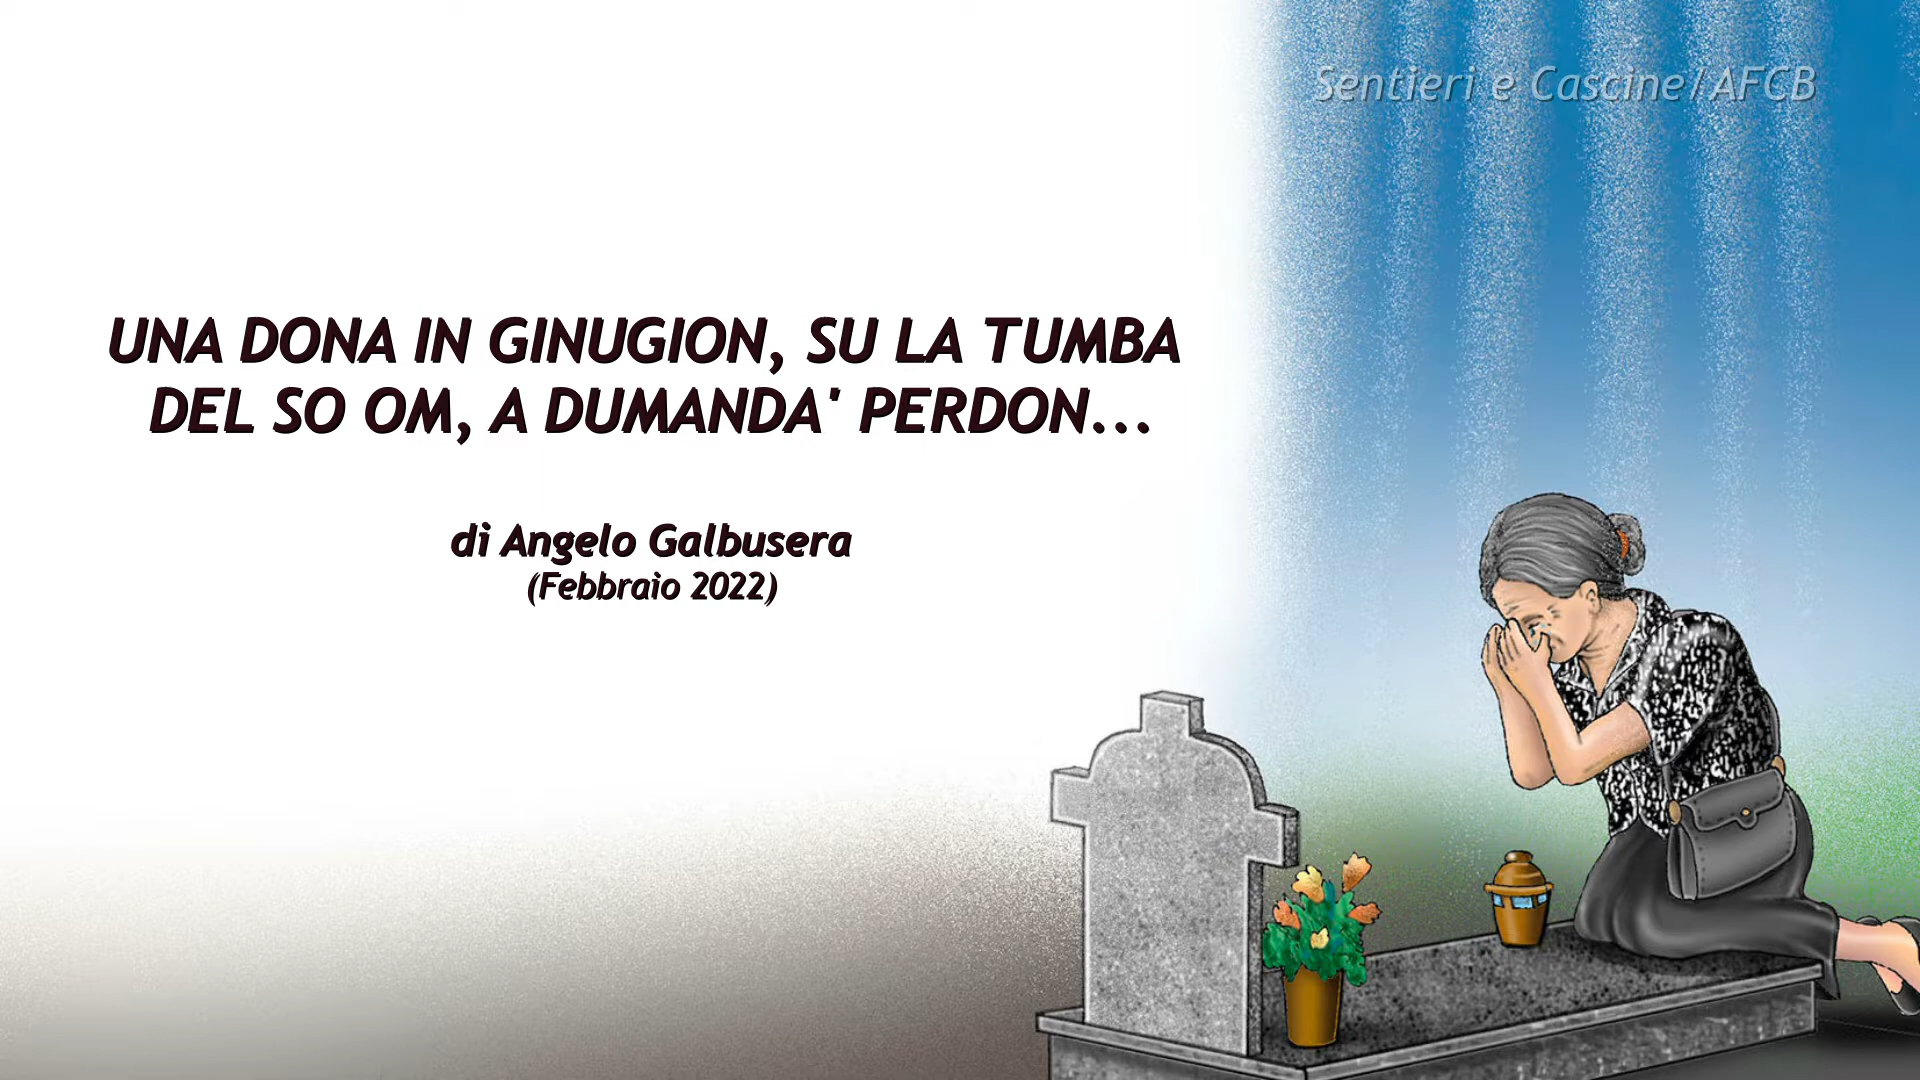 Sentieri e Cascine/AFCB
UNA DONA IN GINUGION, SU LA TUMBA
DEL SO OM, A DUMANDA' PERDON...
di Angelo Galbusera
(Febbraio 2022)